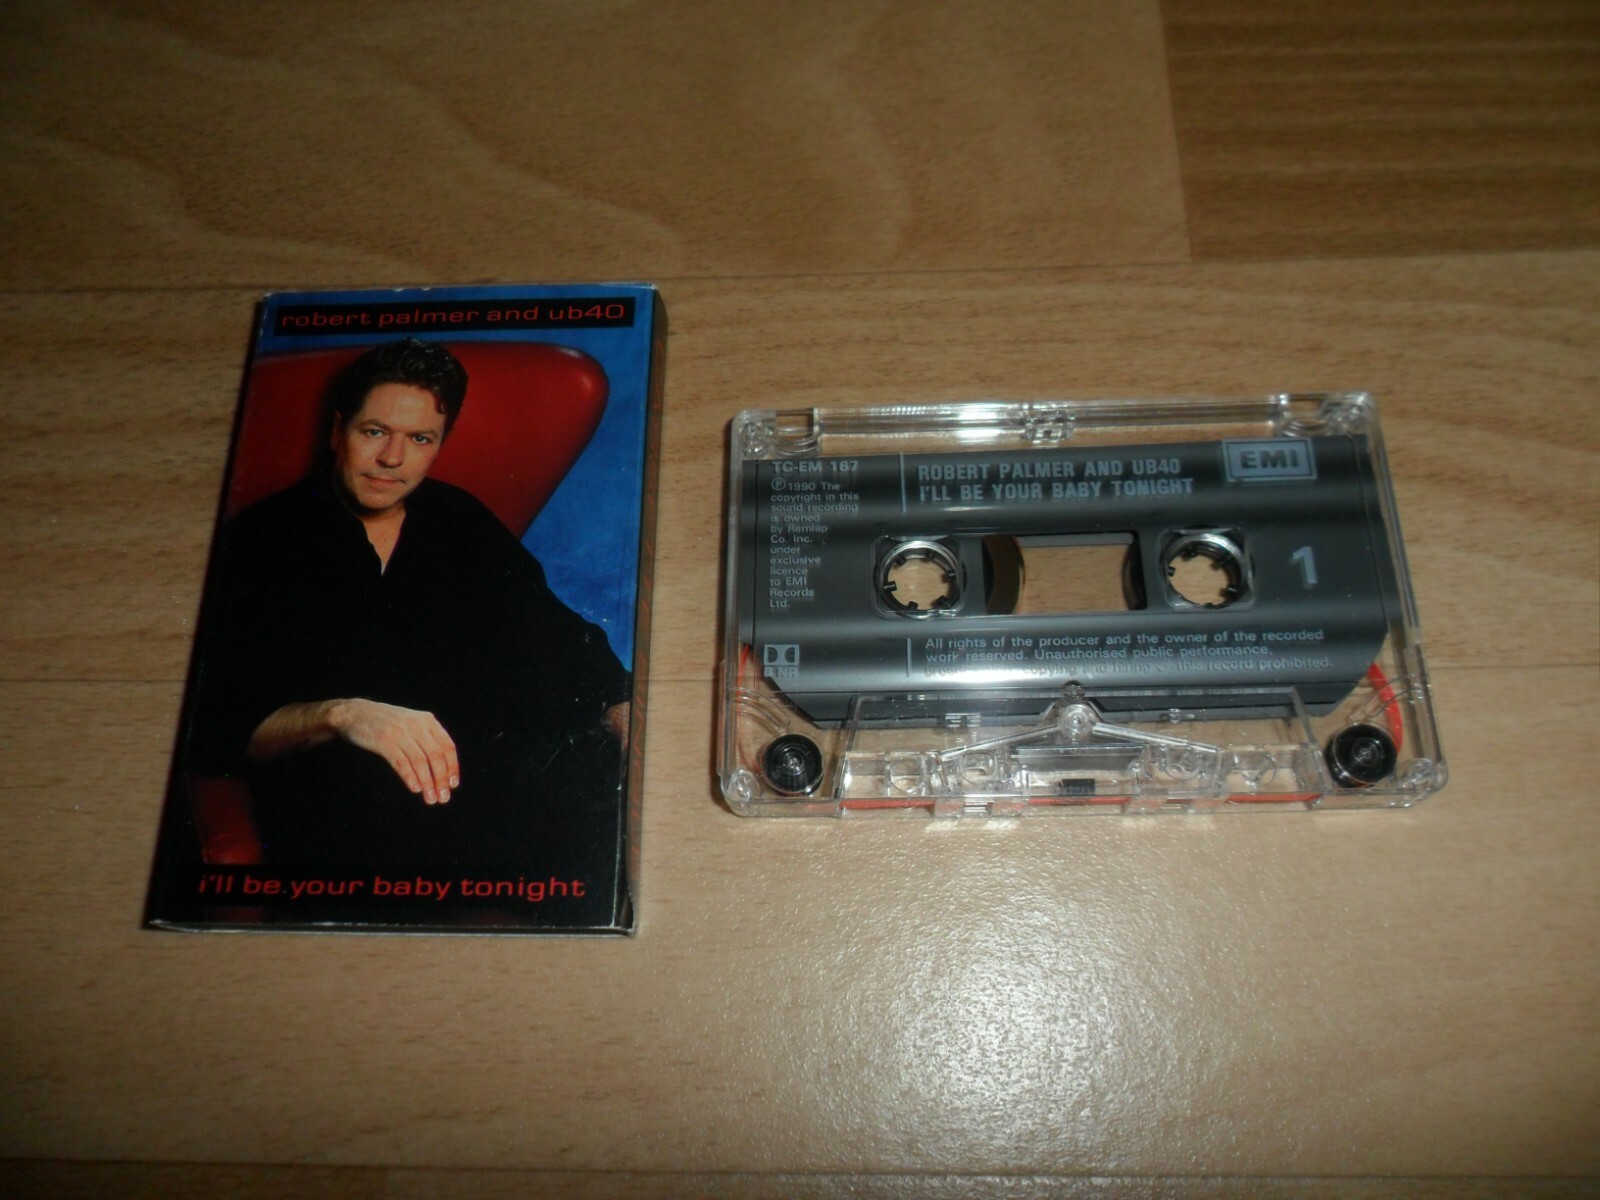 robert palmer and ub40
i'll be your baby tonight
TC-EM 167
℗ 1990 The
copyright in this
sound recording
is owned
by Remlap
Co. Inc.
under
exclusive
licence
to EMI
Records
Ltd.
ROBERT PALMER AND UB40
I'LL BE YOUR BABY TONIGHT
EMI
1
All rights of the producer and the owner of the recorded
work reserved. Unauthorised public performance,
copying of this record prohibited.
B NR